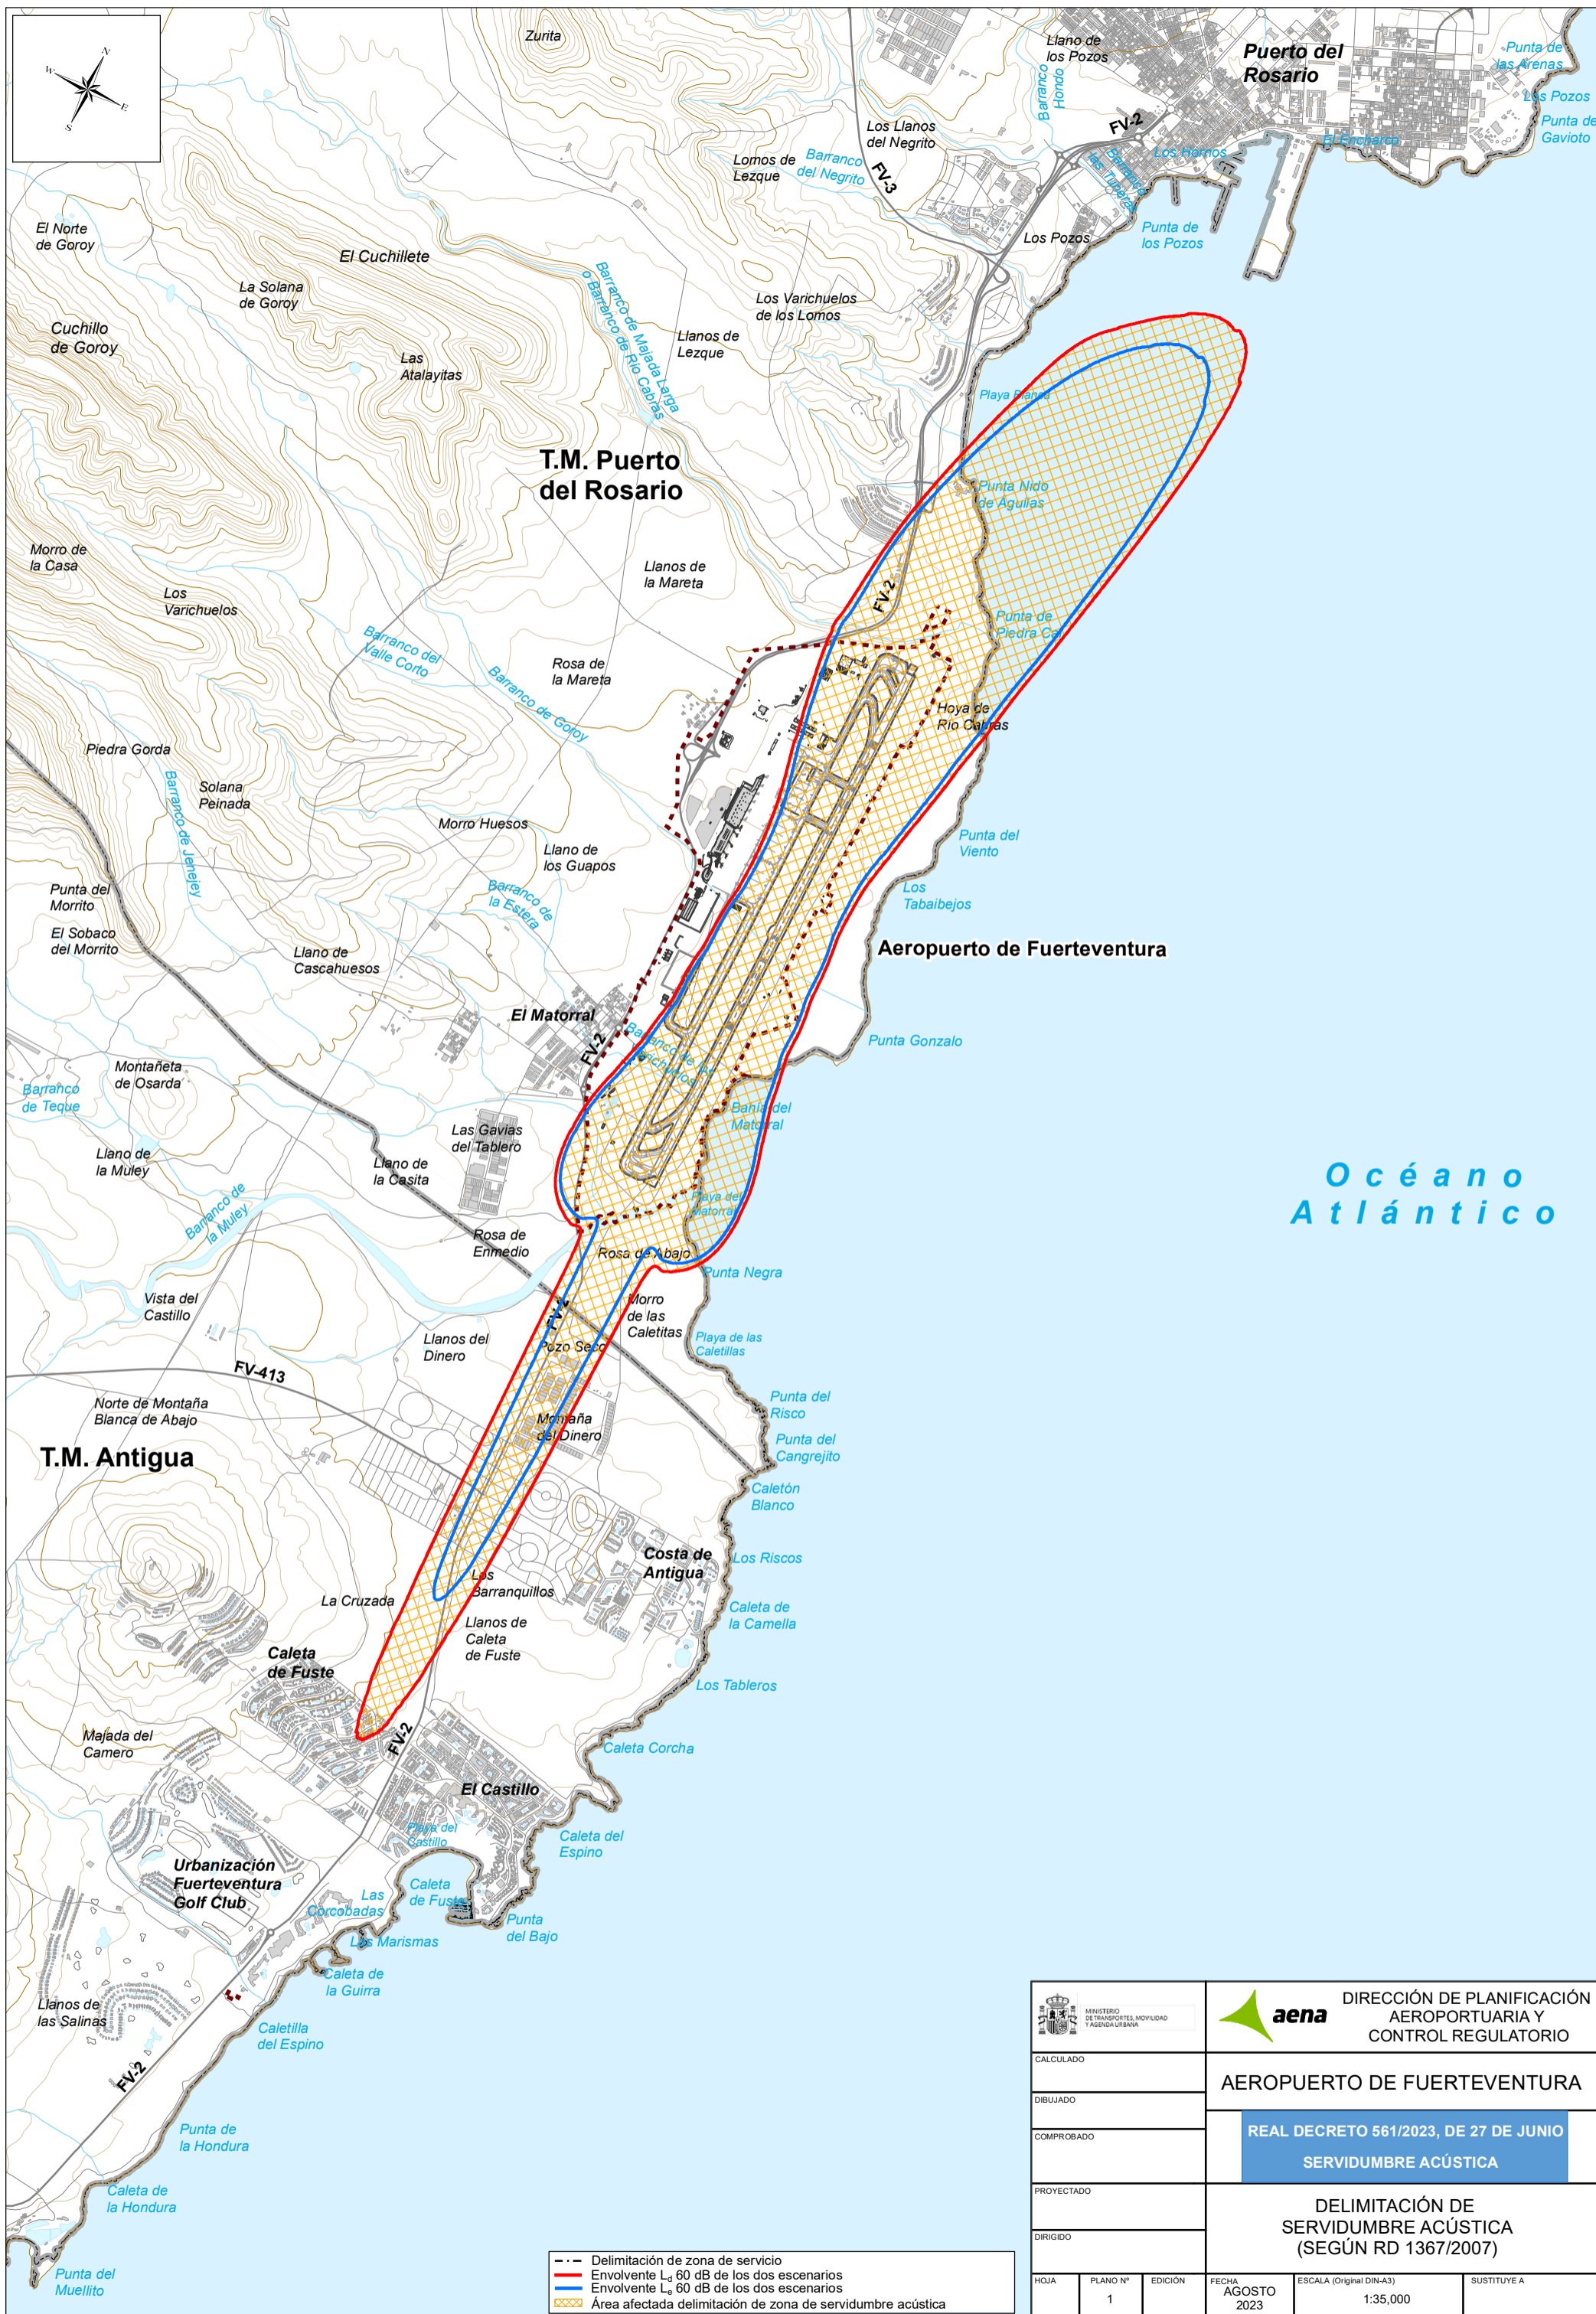 N
W
E
S
Zurita
Llano de
los Pozos
Puerto del
Rosario
Punta de
las Arenas
Los Pozos
Punta de
Gavioto
Barranco
Hondo
FV-2
Los Hornos
El Encharco
Los Llanos
del Negrito
Lomos de
Lezque
Barranco
del Negrito
FV-3
Barranco
las Tuneras
Punta de
los Pozos
Los Pozos
El Norte
de Goroy
El Cuchillete
La Solana
de Goroy
Barranco de Majada Larga
o Barranco de Río Cabras
Los Varichuelos
de los Lomos
Cuchillo
de Goroy
Las
Atalayitas
Llanos de
Lezque
Playa Blanca
T.M. Puerto
del Rosario
Punta Nido
de Aguilas
Morro de
la Casa
Los
Varichuelos
Llanos de
la Mareta
FV-2
Punta de
Piedra Cal
Barranco del
Valle Corto
Rosa de
la Mareta
Barranco de Goroy
Hoya de
Río Cabras
Piedra Gorda
Solana
Peinada
Barranco de Jenejey
Morro Huesos
Llano de
los Guapos
Punta del
Viento
Punta del
Morrito
Barranco de
la Estera
Los
Tabaibejos
El Sobaco
del Morrito
Llano de
Cascahuesos
Aeropuerto de Fuerteventura
El Matorral
FV-2
Barranco de los
Varichuelos
Punta Gonzalo
Montañeta
de Osarda
Barranco
de Teque
Bahía del
Matorral
Las Gavias
del Tablero
Llano de
la Muley
Llano de
la Casita
Océano
Atlántico
Barranco de
la Muley
Playa del
Matorral
Rosa de
Enmedio
Rosa de Abajo
Punta Negra
Vista del
Castillo
FV-2
Morro
de las
Caletitas
Llanos del
Dinero
Pozo Seco
Playa de las
Caletillas
FV-413
Norte de Montaña
Blanca de Abajo
Montaña
del Dinero
Punta del
Risco
Punta del
Cangrejito
T.M. Antigua
Caletón
Blanco
Costa de
Antigua
Los Riscos
Los
Barranquillos
La Cruzada
Caleta de
la Camella
Llanos de
Caleta
de Fuste
Caleta
de Fuste
Los Tableros
Majada del
Camero
FV-2
Caleta Corcha
El Castillo
Playa del
Castillo
Caleta del
Espino
Urbanización
Fuerteventura
Golf Club
Las
Corcobadas
Caleta
de Fuste
Punta
del Bajo
Las Marismas
Caleta de
la Guirra
Llanos de
las Salinas
Caletilla
del Espino
FV-2
Punta de
la Hondura
Caleta de
la Hondura
Punta del
Muellito
Delimitación de zona de servicio
Envolvente Ld 60 dB de los dos escenarios
Envolvente Le 60 dB de los dos escenarios
Área afectada delimitación de zona de servidumbre acústica
MINISTERIO
DE TRANSPORTES, MOVILIDAD
Y AGENDA URBANA
aena
DIRECCIÓN DE PLANIFICACIÓN
AEROPORTUARIA Y
CONTROL REGULATORIO
CALCULADO
DIBUJADO
COMPROBADO
AEROPUERTO DE FUERTEVENTURA
REAL DECRETO 561/2023, DE 27 DE JUNIO
SERVIDUMBRE ACÚSTICA
PROYECTADO
DIRIGIDO
DELIMITACIÓN DE
SERVIDUMBRE ACÚSTICA
(SEGÚN RD 1367/2007)
HOJA
PLANO Nº
1
EDICIÓN
FECHA
AGOSTO
2023
ESCALA (Original DIN-A3)
1:35,000
SUSTITUYE A